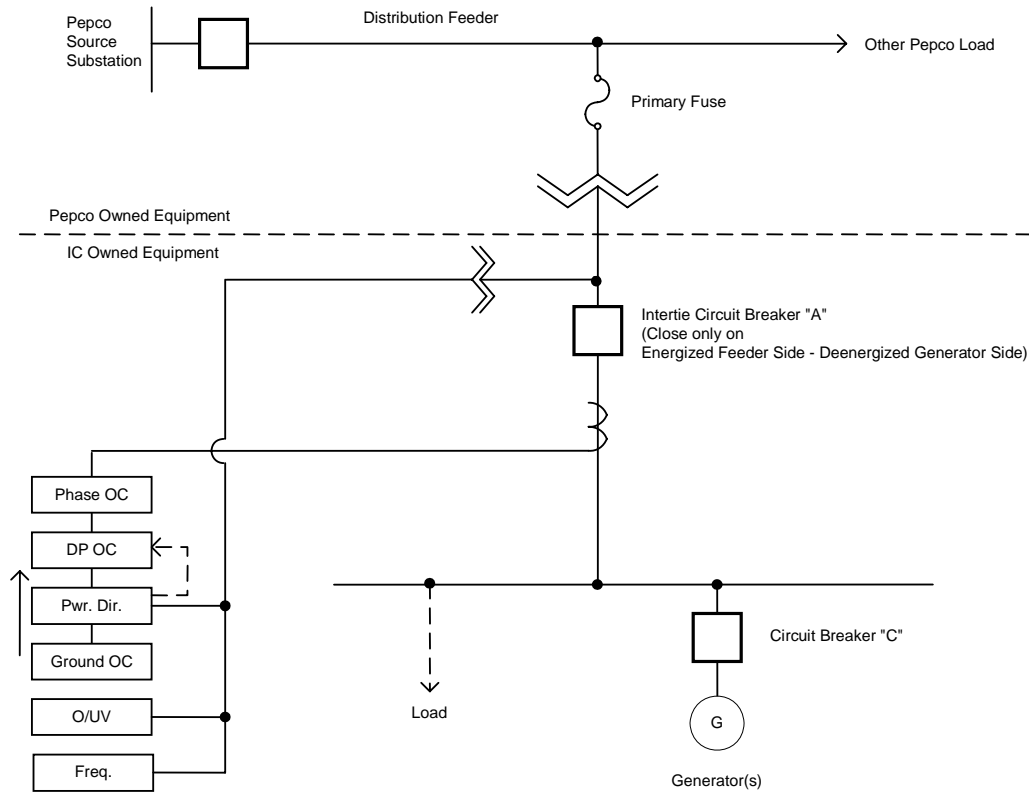 Pepco
Source
Substation
Distribution Feeder
Other Pepco Load
Primary Fuse
Pepco Owned Equipment
IC Owned Equipment
Intertie Circuit Breaker "A"
(Close only on
Energized Feeder Side - Deenergized Generator Side)
Phase OC
DP OC
Pwr. Dir.
Ground OC
O/UV
Freq.
Load
Circuit Breaker "C"
G
Generator(s)